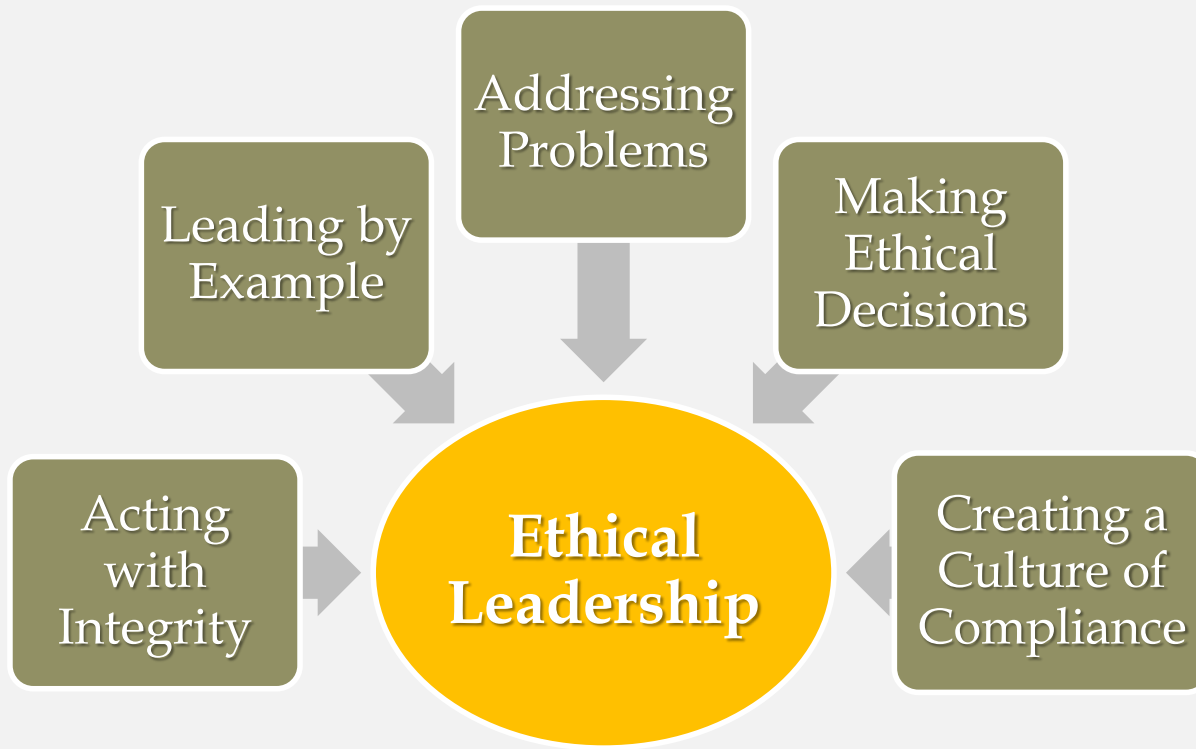 Addressing
Problems
Leading by
Example
Making
Ethical
Decisions
Acting
with
Integrity
Ethical
Leadership
Creating a
Culture of
Compliance